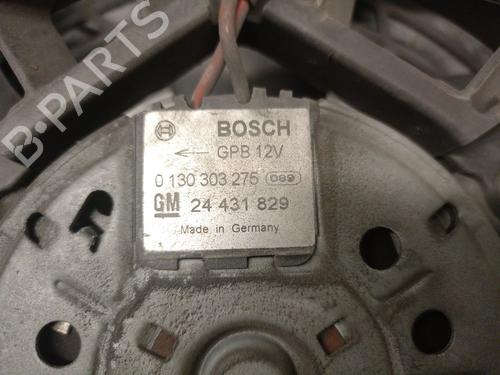 B-PARTS
BOSCH
← GPB 12V
0 130 303 275 089
GM 24 431 829
Made in Germany